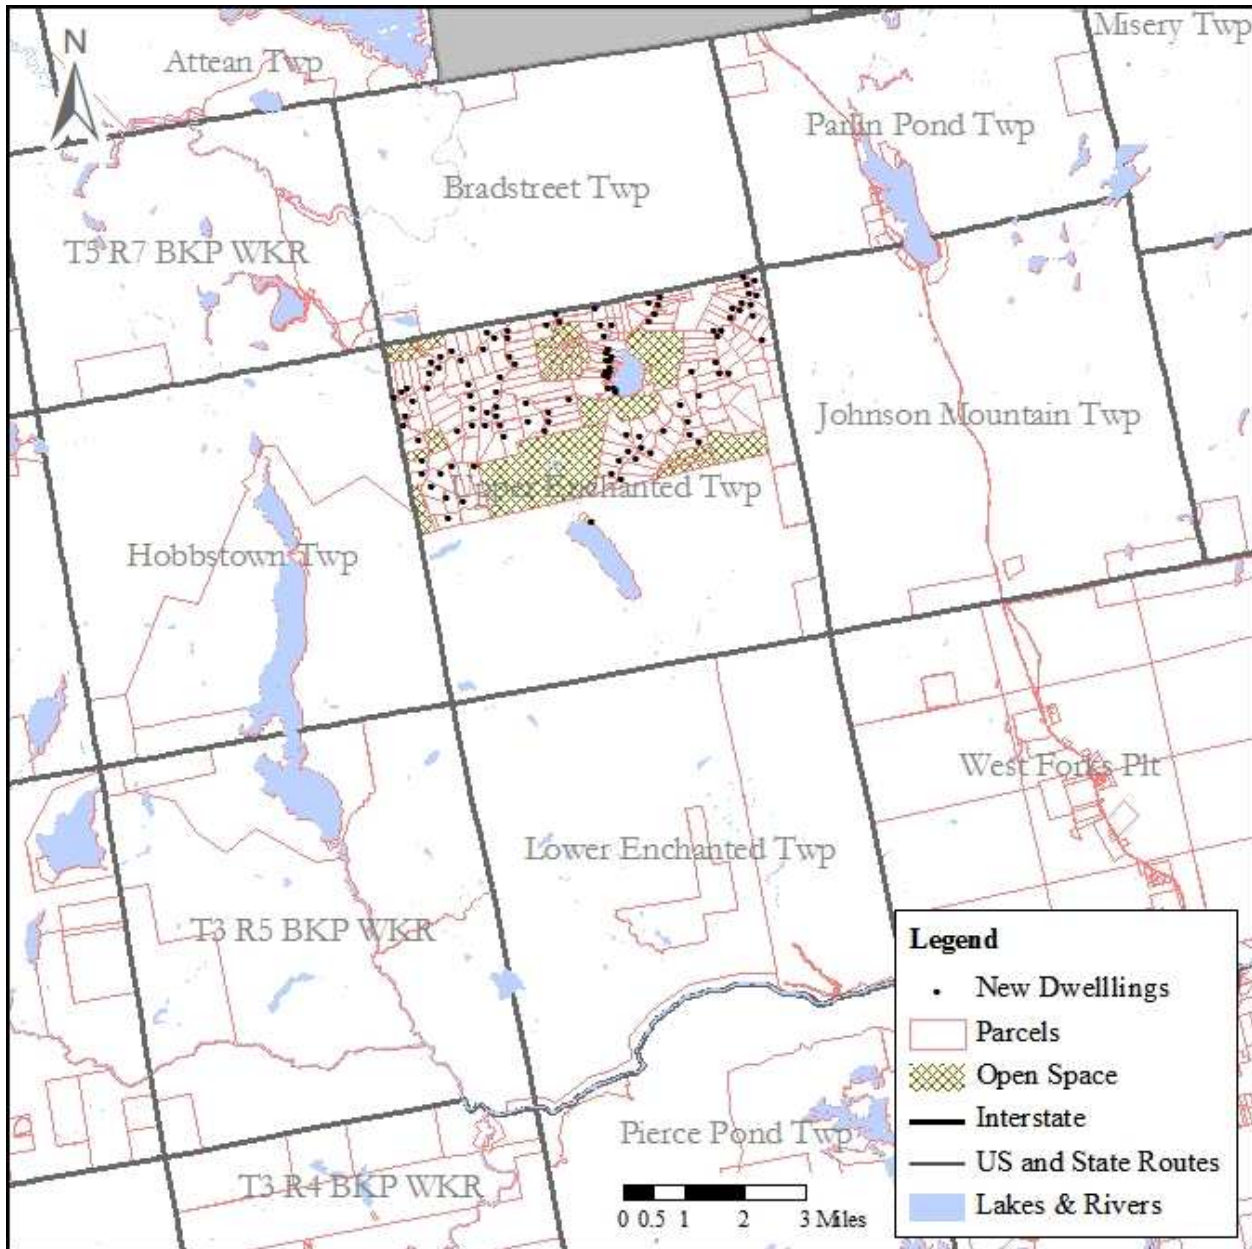 N
Attean Twp
Misery Twp
Parlin Pond Twp
Bradstreet Twp
T5 R7 BKP WKR
Johnson Mountain Twp
Upper Enchanted Twp
Hobbstown Twp
West Forks Plt
Lower Enchanted Twp
T3 R5 BKP WKR
Legend
New Dwelllings
Parcels
Open Space
Interstate
US and State Routes
Lakes & Rivers
Pierce Pond Twp
T3 R4 BKP WKR
0 0.5 1 2 3 Miles